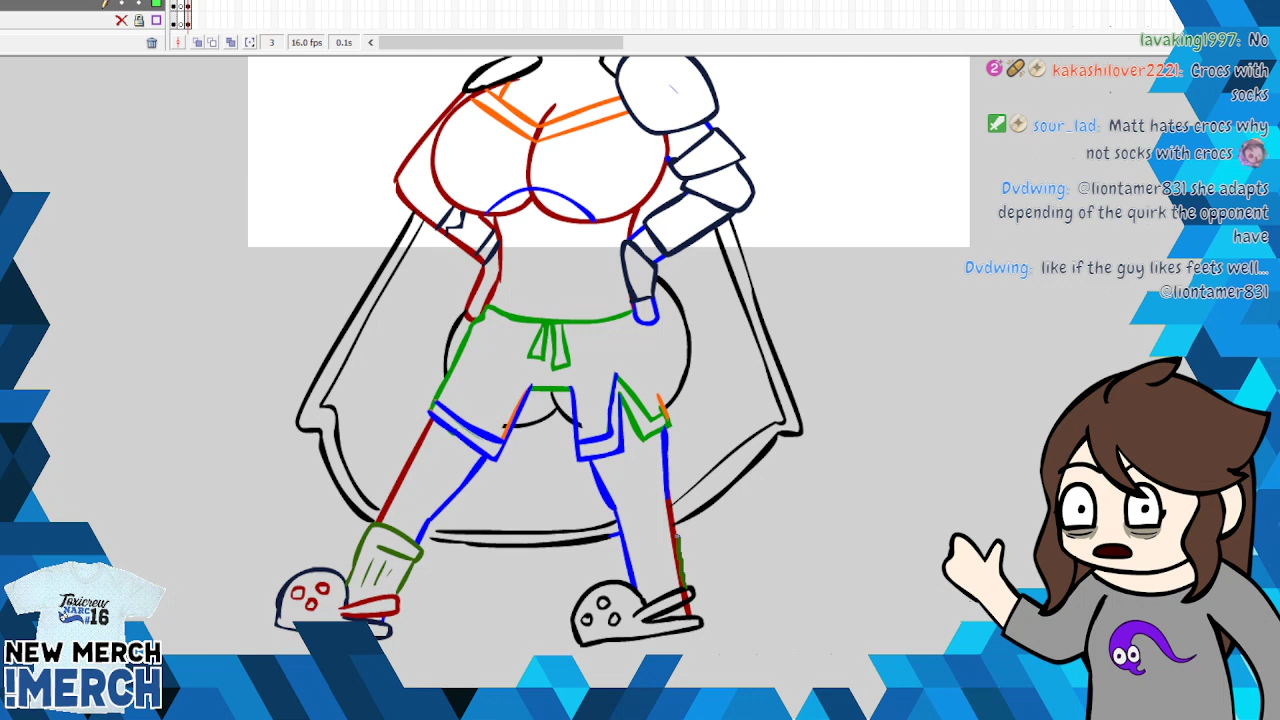 3 16.0 fps 0.1s
lavaking1997: No
2 kakashilover2221: Crocs with
socks
sour_lad: Matt hates crocs why
not socks with crocs
Dvdwing: @liontamer831 she adapts
depending of the quirk the opponent
have
Dvdwing: like if the guy likes feets well...
@liontamer831
Toxicrew
NARC
#16
NEW MERCH
!MERCH